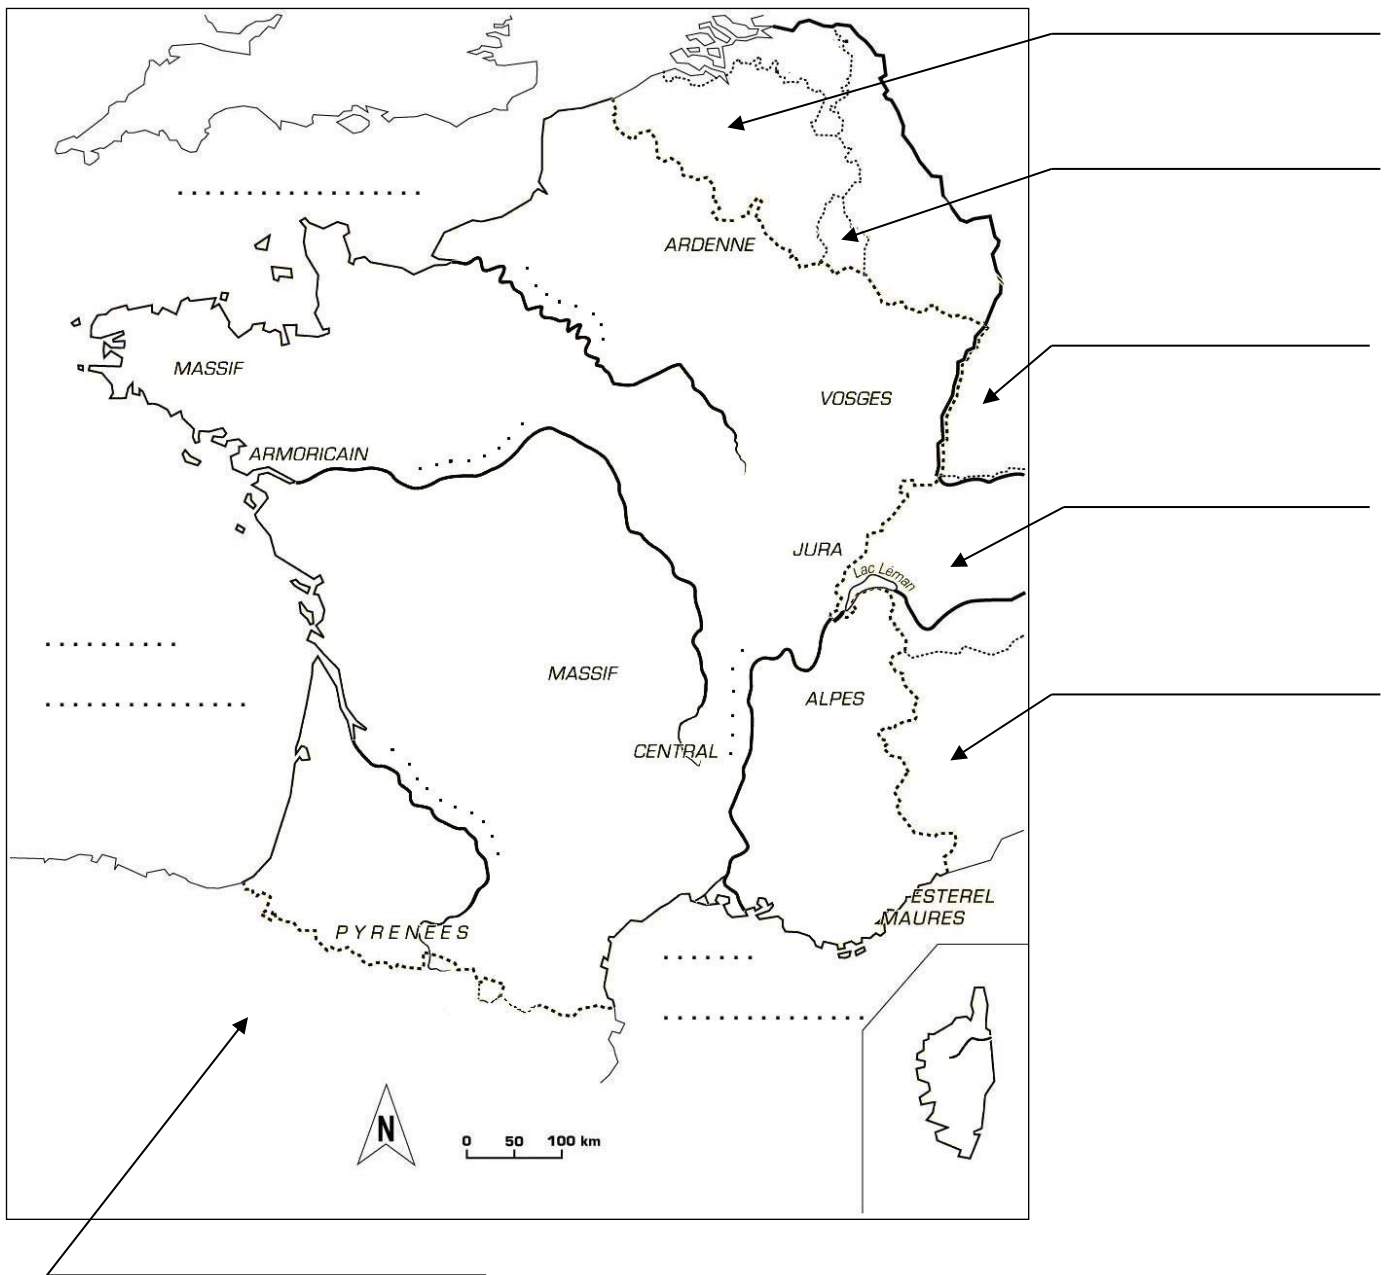 ARDENNE
MASSIF
VOSGES
ARMORICAIN
JURA
Lac Léman
MASSIF
ALPES
CENTRAL
ESTEREL
MAURES
PYRENEES
N
0 50 100 km